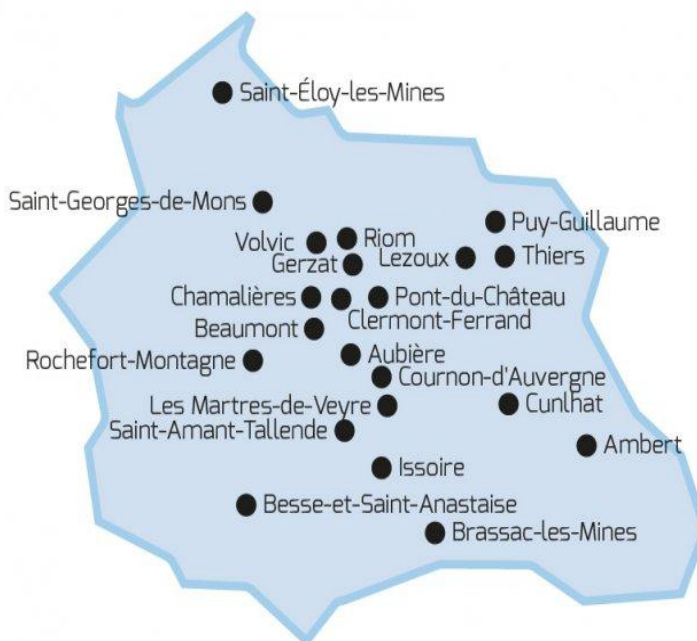 Saint-Éloy-les-Mines
Saint-Georges-de-Mons
Puy-Guillaume
Volvic
Riom
Gerzat
Lezoux
Thiers
Chamalières
Pont-du-Château
Clermont-Ferrand
Beaumont
Rochefort-Montagne
Aubière
Cournon-d'Auvergne
Les Martres-de-Veyre
Cunlhat
Saint-Amant-Tallende
Ambert
Issoire
Besse-et-Saint-Anastaise
Brassac-les-Mines